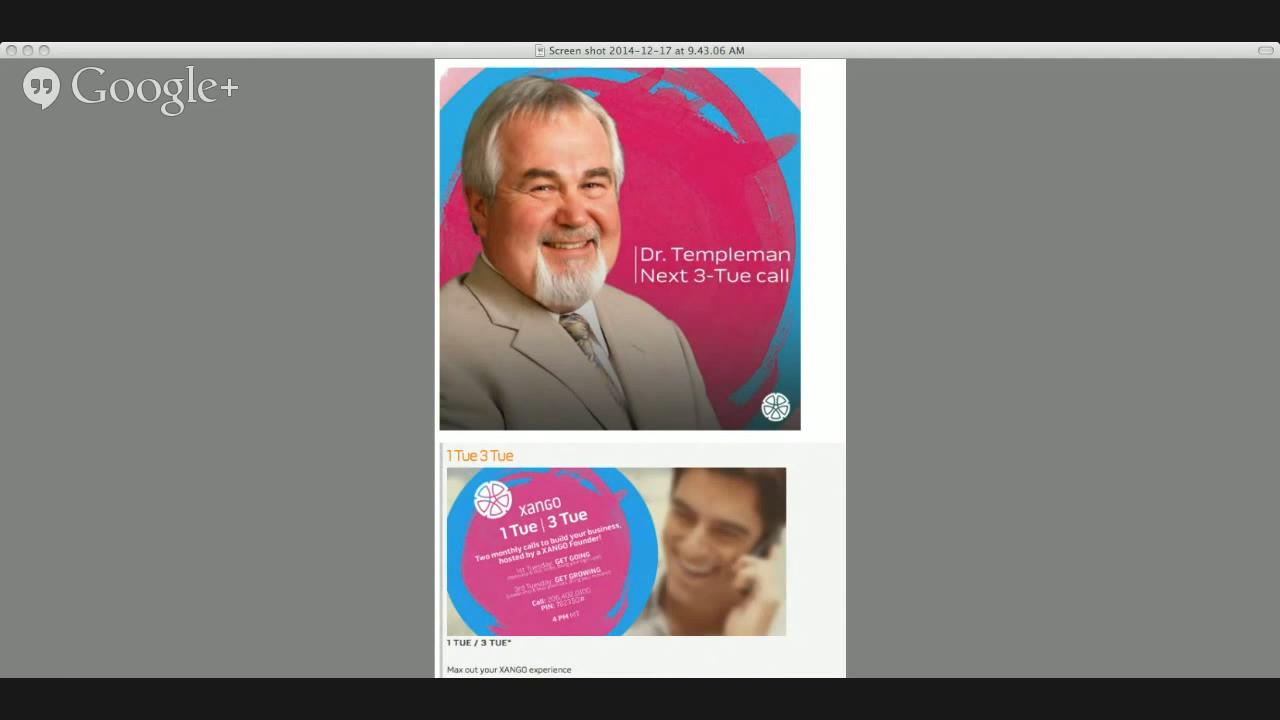 Screen shot 2014-12-17 at 9.43.06 AM
Google+
Dr. Templeman
Next 3-Tue call
1 Tue 3 Tue
xango
1 Tue | 3 Tue
Two monthly calls to build your business,
hosted by a XANGO Founder!
1st Tuesday: GET GOING
3rd Tuesday: GET GROWING
Call: 206.402.0100
PIN:
4 PM MT
1 TUE / 3 TUE*
Max out your XANGO experience